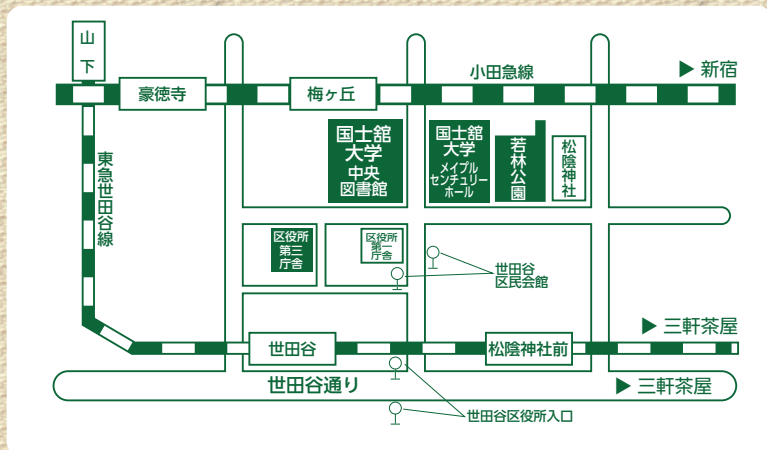 山
下
小田急線
▶ 新宿
豪徳寺
梅ヶ丘
東急世田谷線
国士舘
大学
中央
図書館
国士舘
大学
メイプル
センチュリー
ホール
若林公園
松陰神社
区役所
第三
庁舎
区役所
第一
庁舎
世田谷
区民会館
▶ 三軒茶屋
世田谷
松陰神社前
世田谷通り
▶ 三軒茶屋
世田谷区役所入口